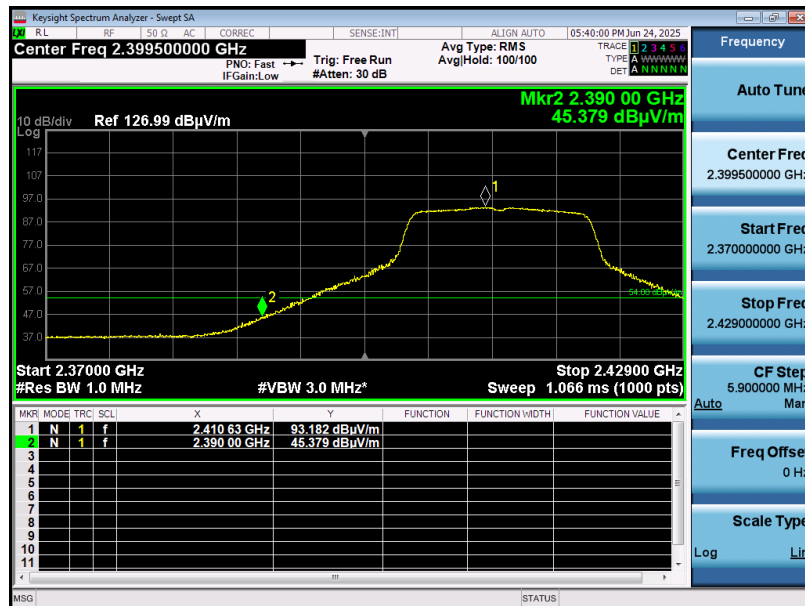 Keysight Spectrum Analyzer - Swept SA
RL RF 50 Ω AC CORREC SENSE:INT ALIGN AUTO 05:40:00 PM Jun 24, 2025
Center Freq 2.399500000 GHz
PNO: Fast
IFGain:Low
Trig: Free Run
#Atten: 30 dB
Avg Type: RMS
Avg|Hold: 100/100
TRACE 1 2 3 4 5 6
TYPE A W W W W W
DET A N N N N N
Mkr2 2.390 00 GHz
45.379 dBµV/m
10 dB/div Ref 126.99 dBµV/m
Log
117
107
97.0
87.0
77.0
67.0
57.0
47.0
37.0
1
2
54.00 dBµV/m
Start 2.37000 GHz Stop 2.42900 GHz
#Res BW 1.0 MHz #VBW 3.0 MHz* Sweep 1.066 ms (1000 pts)
MKR MODE TRC SCL X Y FUNCTION FUNCTION WIDTH FUNCTION VALUE
1 N 1 f 2.410 63 GHz 93.182 dBµV/m
2 N 1 f 2.390 00 GHz 45.379 dBµV/m
3
4
5
6
7
8
9
10
11
MSG STATUS
Frequency
Auto Tune
Center Freq
2.399500000 GHz
Start Freq
2.370000000 GHz
Stop Freq
2.429000000 GHz
CF Step
5.900000 MHz
Auto Man
Freq Offset
0 Hz
Scale Type
Log Lin